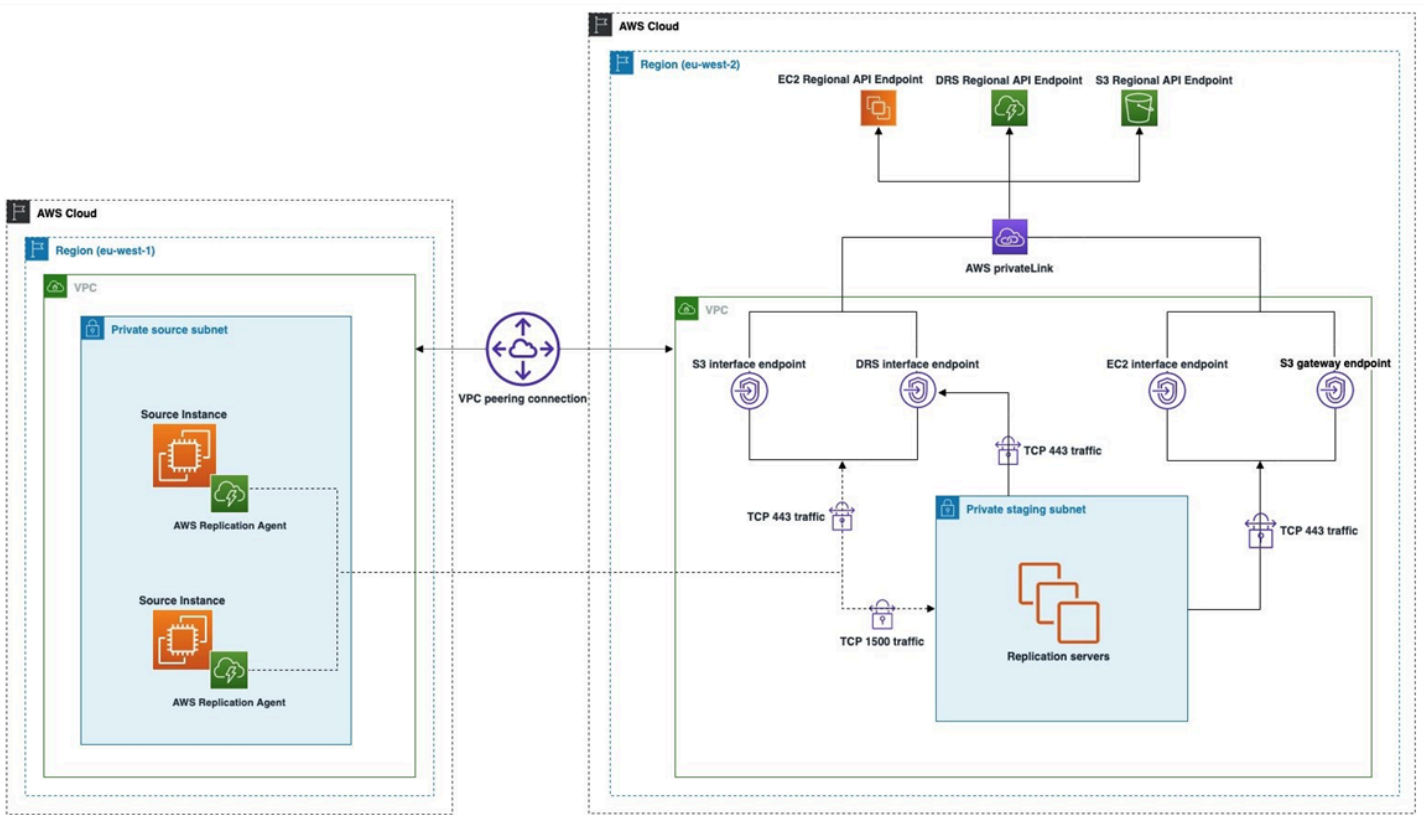 AWS Cloud
Region (eu-west-2)
EC2 Regional API Endpoint
DRS Regional API Endpoint
S3 Regional API Endpoint
AWS privateLink
AWS Cloud
Region (eu-west-1)
VPC
Private source subnet
Source Instance
AWS Replication Agent
Source Instance
AWS Replication Agent
VPC peering connection
VPC
S3 interface endpoint
DRS interface endpoint
EC2 interface endpoint
S3 gateway endpoint
TCP 443 traffic
TCP 443 traffic
TCP 443 traffic
Private staging subnet
Replication servers
TCP 1500 traffic